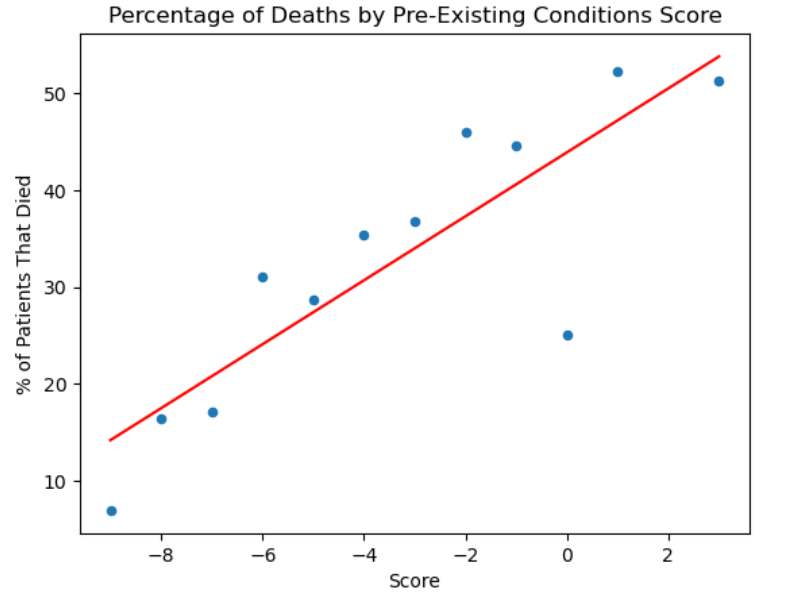 Percentage of Deaths by Pre-Existing Conditions Score
50
40
30
20
10
% of Patients That Died
−8 −6 −4 −2 0 2
Score